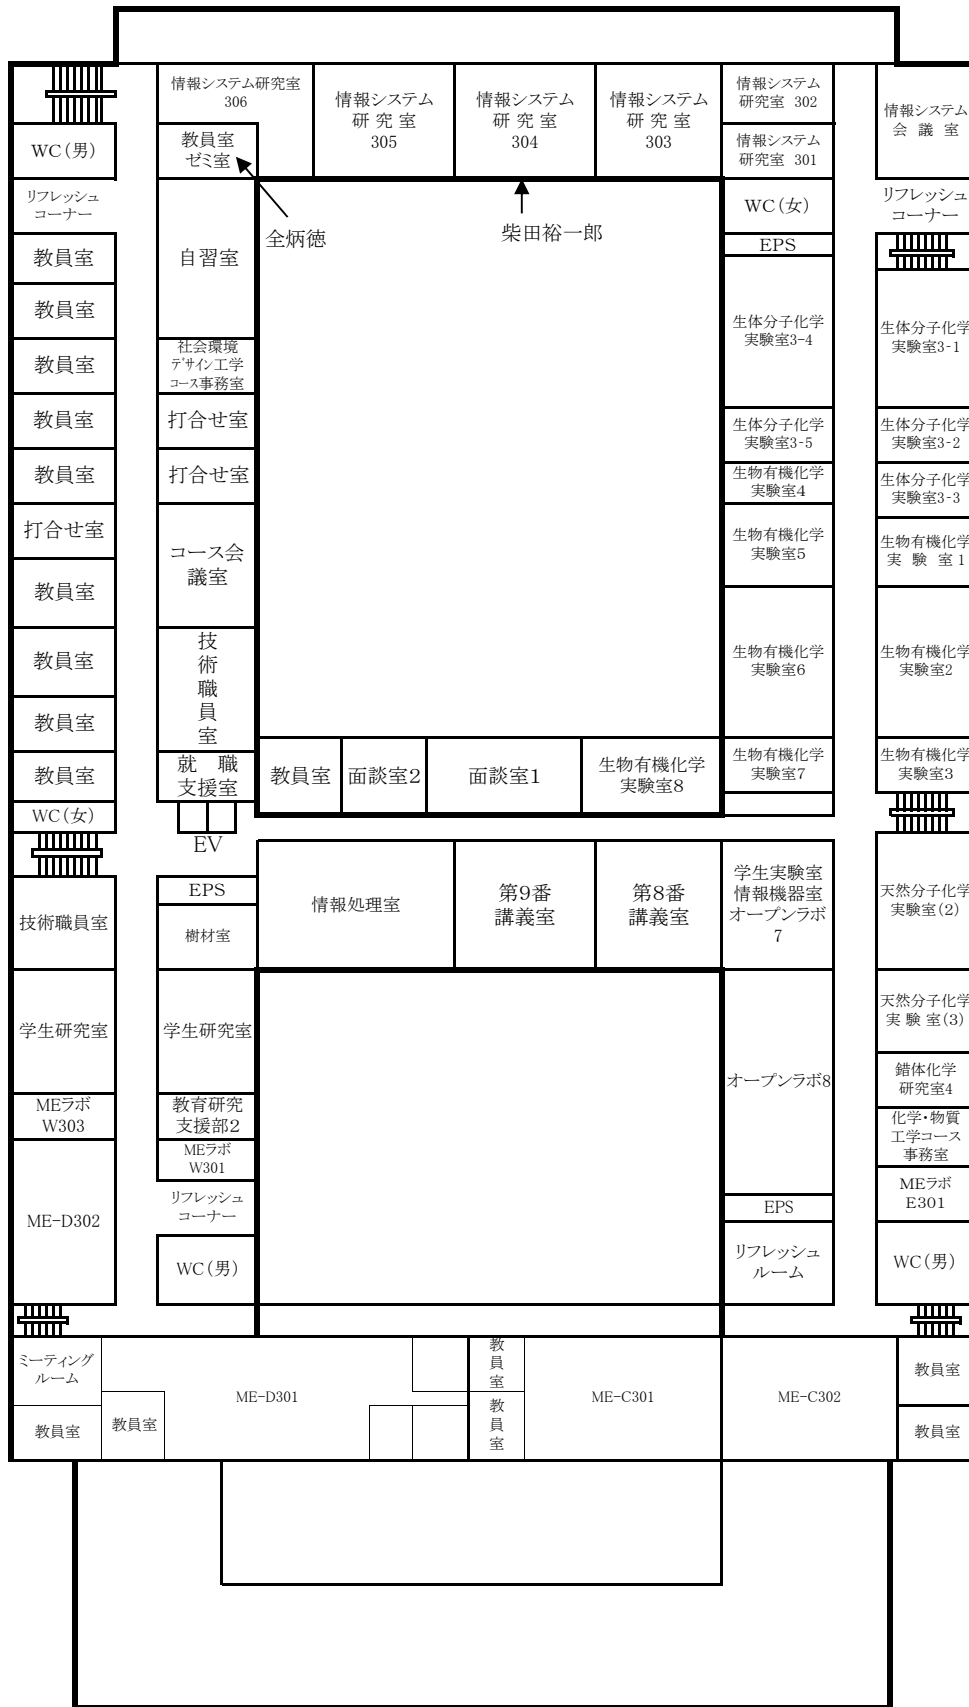 情報システム研究室
306
情報システム
研 究 室
305
情報システム
研 究 室
304
情報システム
研 究 室
303
情報システム
研究室 302
情報システム
研究室 301
情報システム
会 議 室
WC(男)
教員室
ゼミ室
リフレッシュ
コーナー
全炳徳
柴田裕一郎
WC(女)
リフレッシュ
コーナー
EPS
教員室
自習室
教員室
生体分子化学
実験室3-4
生体分子化学
実験室3-1
教員室
社会環境
デザイン工学
コース事務室
教員室
打合せ室
生体分子化学
実験室3-5
生体分子化学
実験室3-2
教員室
打合せ室
生物有機化学
実験室4
生体分子化学
実験室3-3
打合せ室
コース会
議室
生物有機化学
実験室5
生物有機化学
実 験 室 1
教員室
教員室
技
術
職
員
室
生物有機化学
実験室6
生物有機化学
実験室2
教員室
教員室
就 職
支援室
教員室
面談室2
面談室1
生物有機化学
実験室8
生物有機化学
実験室7
生物有機化学
実験室3
WC(女)
EV
技術職員室
EPS
樹材室
情報処理室
第9番
講義室
第8番
講義室
学生実験室
情報機器室
オープンラボ
7
天然分子化学
実験室(2)
学生研究室
学生研究室
オープンラボ8
天然分子化学
実 験 室(3)
錯体化学
研究室4
MEラボ
W303
教育研究
支援部2
化学・物質
工学コース
事務室
MEラボ
W301
MEラボ
E301
ME-D302
リフレッシュ
コーナー
EPS
WC(男)
リフレッシュ
ルーム
WC(男)
ミーティング
ルーム
教員室
教員室
ME-D301
教
員
室
教
員
室
ME-C301
ME-C302
教員室
教員室